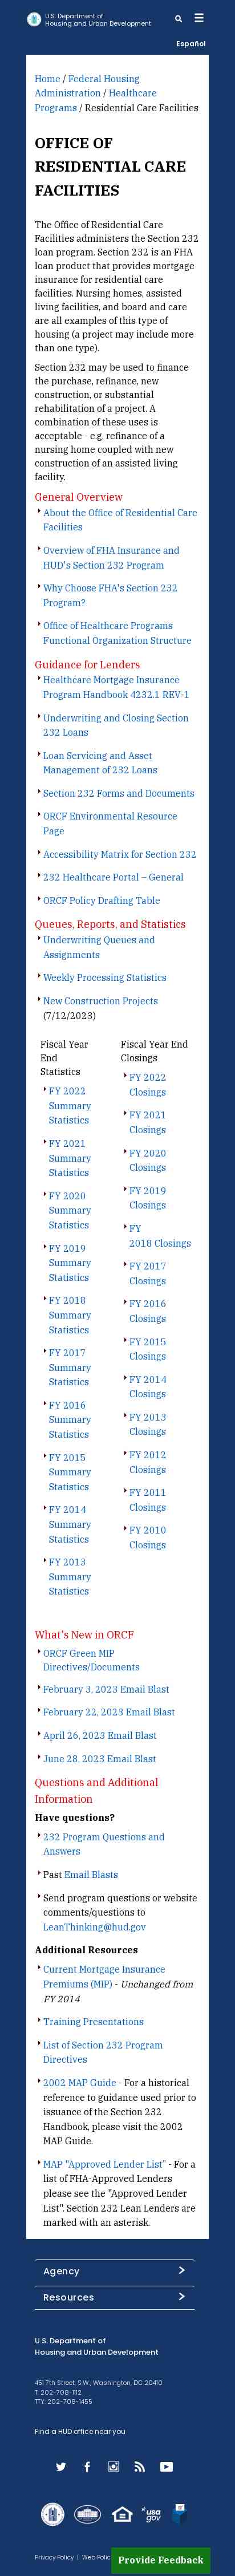 U.S. Department of
Housing and Urban Development
Español
Home / Federal Housing
Administration / Healthcare
Programs / Residential Care Facilities
OFFICE OF
RESIDENTIAL CARE
FACILITIES
The Office of Residential Care
Facilities administers the Section 232
loan program. Section 232 is an FHA
loan product that provides mortgage
insurance for residential care
facilities. Nursing homes, assisted
living facilities, and board and care
are all examples of this type of
housing (a project may include more
than one type).
Section 232 may be used to finance
the purchase, refinance, new
construction, or substantial
rehabilitation of a project. A
combination of these uses is
acceptable - e.g. refinance of a
nursing home coupled with new
construction of an assisted living
facility.
General Overview
About the Office of Residential Care
Facilities
Overview of FHA Insurance and
HUD's Section 232 Program
Why Choose FHA's Section 232
Program?
Office of Healthcare Programs
Functional Organization Structure
Guidance for Lenders
Healthcare Mortgage Insurance
Program Handbook 4232.1 REV-1
Underwriting and Closing Section
232 Loans
Loan Servicing and Asset
Management of 232 Loans
Section 232 Forms and Documents
ORCF Environmental Resource
Page
Accessibility Matrix for Section 232
232 Healthcare Portal – General
ORCF Policy Drafting Table
Queues, Reports, and Statistics
Underwriting Queues and
Assignments
Weekly Processing Statistics
New Construction Projects
(7/12/2023)
Fiscal Year
End
Statistics
FY 2022
Summary
Statistics
FY 2021
Summary
Statistics
FY 2020
Summary
Statistics
FY 2019
Summary
Statistics
FY 2018
Summary
Statistics
FY 2017
Summary
Statistics
FY 2016
Summary
Statistics
FY 2015
Summary
Statistics
FY 2014
Summary
Statistics
FY 2013
Summary
Statistics
Fiscal Year End
Closings
FY 2022
Closings
FY 2021
Closings
FY 2020
Closings
FY 2019
Closings
FY
2018 Closings
FY 2017
Closings
FY 2016
Closings
FY 2015
Closings
FY 2014
Closings
FY 2013
Closings
FY 2012
Closings
FY 2011
Closings
FY 2010
Closings
What's New in ORCF
ORCF Green MIP
Directives/Documents
February 3, 2023 Email Blast
February 22, 2023 Email Blast
April 26, 2023 Email Blast
June 28, 2023 Email Blast
Questions and Additional
Information
Have questions?
232 Program Questions and
Answers
Past Email Blasts
Send program questions or website
comments/questions to
LeanThinking@hud.gov
Additional Resources
Current Mortgage Insurance
Premiums (MIP) - Unchanged from
FY 2014
Training Presentations
List of Section 232 Program
Directives
2002 MAP Guide - For a historical
reference to guidance used prior to
issuance of the Section 232
Handbook, please visit the 2002
MAP Guide.
MAP "Approved Lender List" - For a
list of FHA-Approved Lenders
please see the "Approved Lender
List". Section 232 Lean Lenders are
marked with an asterisk.
Agency
Resources
U.S. Department of
Housing and Urban Development
451 7th Street, S.W., Washington, DC 20410
T: 202-708-1112
TTY: 202-708-1455
Find a HUD office near you
usa
gov
Privacy Policy | Web Polic
Provide Feedback